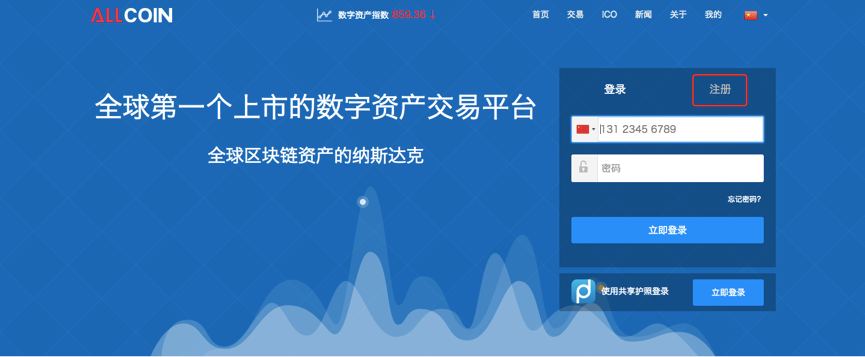 ALLCOIN
数字资产指数 859.36 ↓
首页 交易 ICO 新闻 关于 我的
全球第一个上市的数字资产交易平台
全球区块链资产的纳斯达克
登录 注册
131 2345 6789
密码
忘记密码?
立即登录
使用共享护照登录 立即登录